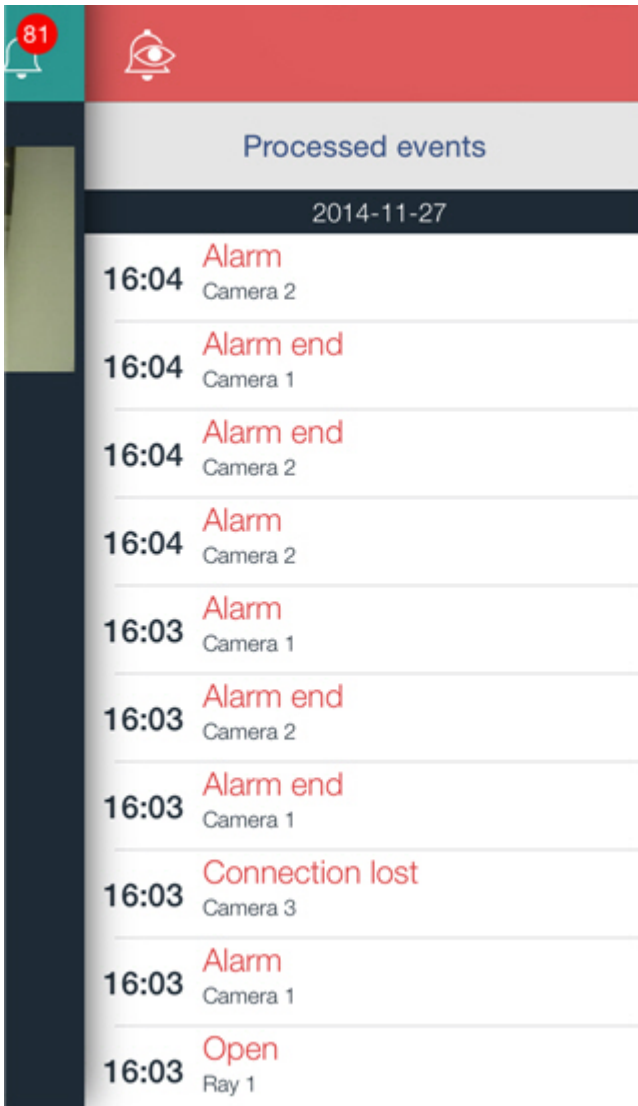 81
Processed events
2014-11-27
16:04 Alarm
Camera 2
16:04 Alarm end
Camera 1
16:04 Alarm end
Camera 2
16:04 Alarm
Camera 2
16:03 Alarm
Camera 1
16:03 Alarm end
Camera 2
16:03 Alarm end
Camera 1
16:03 Connection lost
Camera 3
16:03 Alarm
Camera 1
16:03 Open
Ray 1